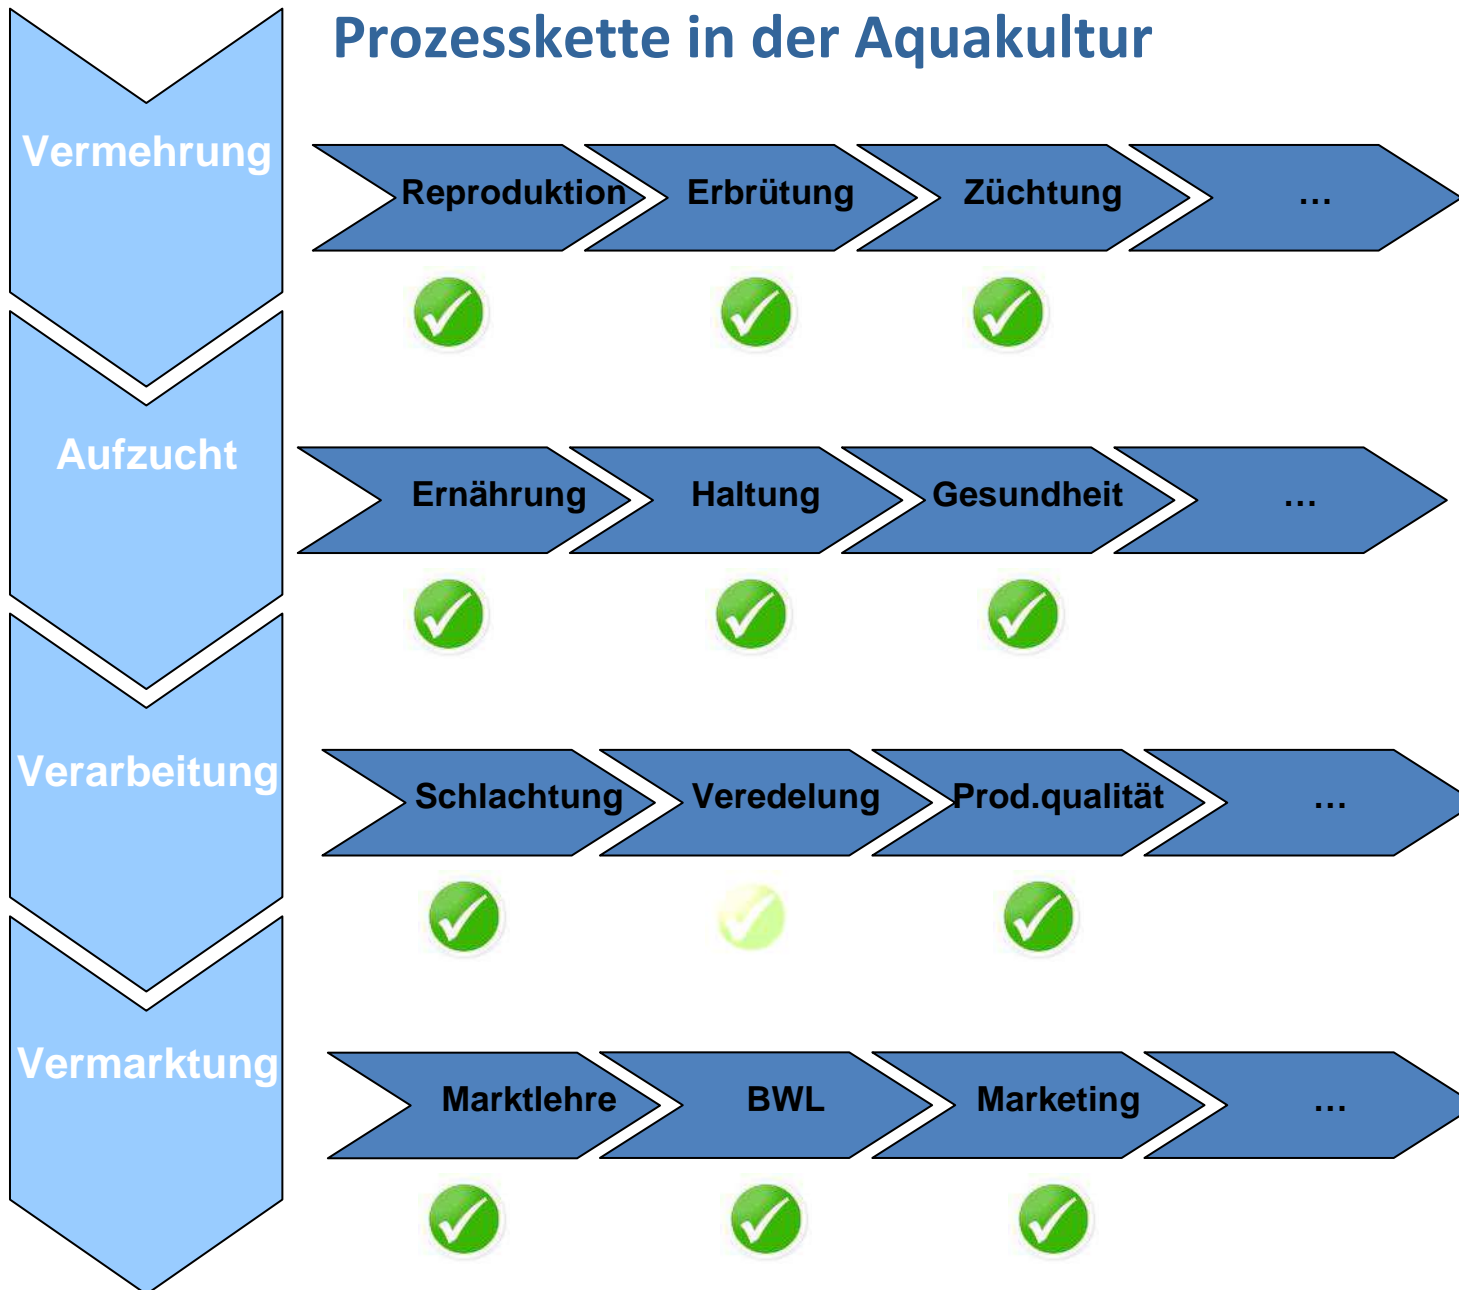 Prozesskette in der Aquakultur
Vermehrung
Reproduktion
Erbrütung
Züchtung
...
Aufzucht
Ernährung
Haltung
Gesundheit
...
Verarbeitung
Schlachtung
Veredelung
Prod.qualität
...
Vermarktung
Marktlehre
BWL
Marketing
...